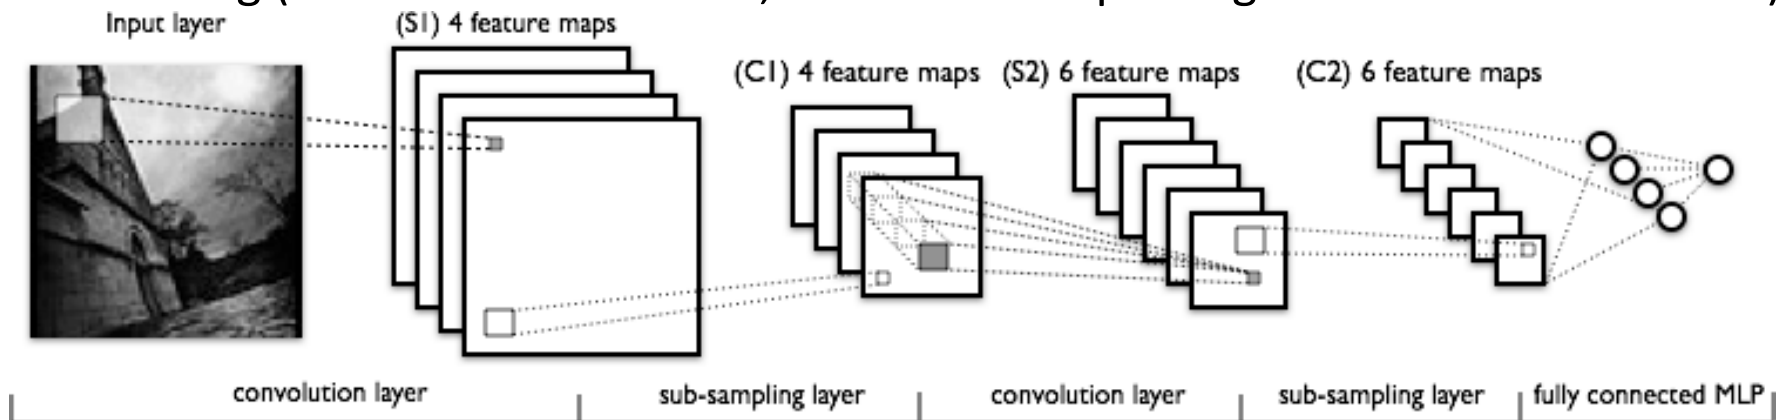 Input layer
(S1) 4 feature maps
(C1) 4 feature maps
(S2) 6 feature maps
(C2) 6 feature maps
convolution layer
sub-sampling layer
convolution layer
sub-sampling layer
fully connected MLP